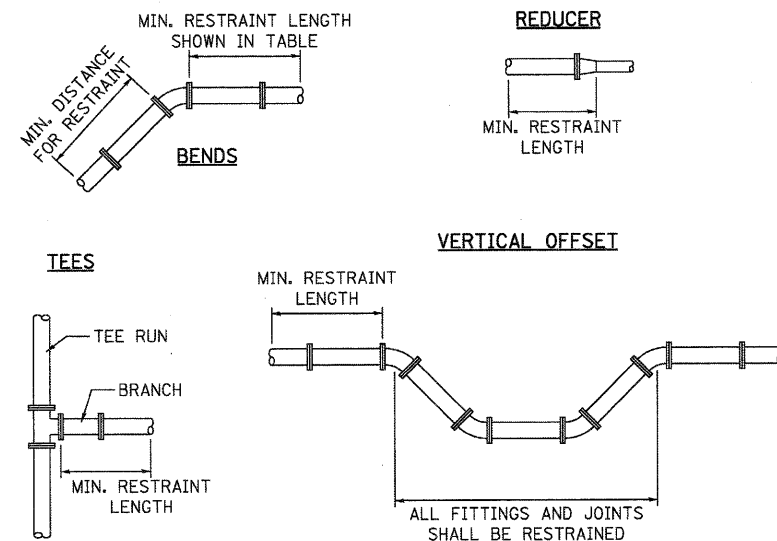 MIN. RESTRAINT LENGTH
SHOWN IN TABLE
MIN. DISTANCE
FOR RESTRAINT
BENDS
REDUCER
MIN. RESTRAINT
LENGTH
TEES
TEE RUN
BRANCH
MIN. RESTRAINT
LENGTH
VERTICAL OFFSET
MIN. RESTRAINT
LENGTH
ALL FITTINGS AND JOINTS
SHALL BE RESTRAINED